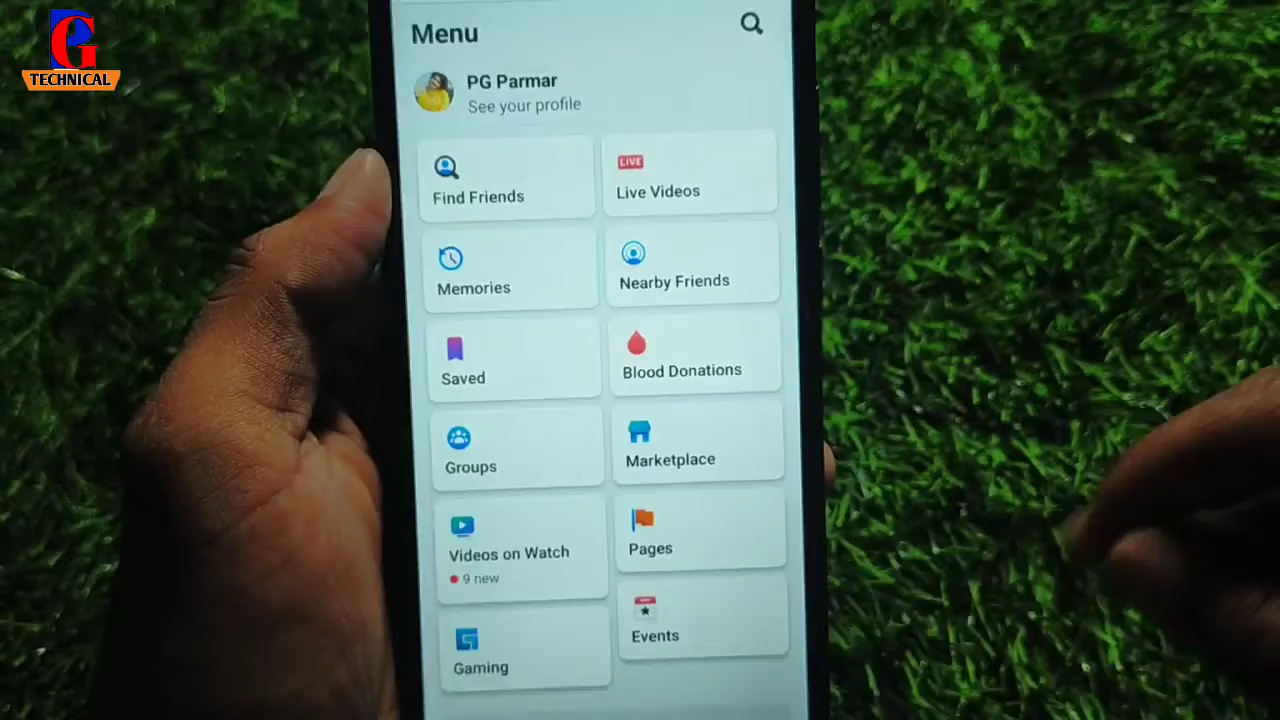 PG
TECHNICAL
Menu
PG Parmar
See your profile
Find Friends
LIVE
Live Videos
Memories
Nearby Friends
Saved
Blood Donations
Groups
Marketplace
Videos on Watch
9 new
Pages
Gaming
Events